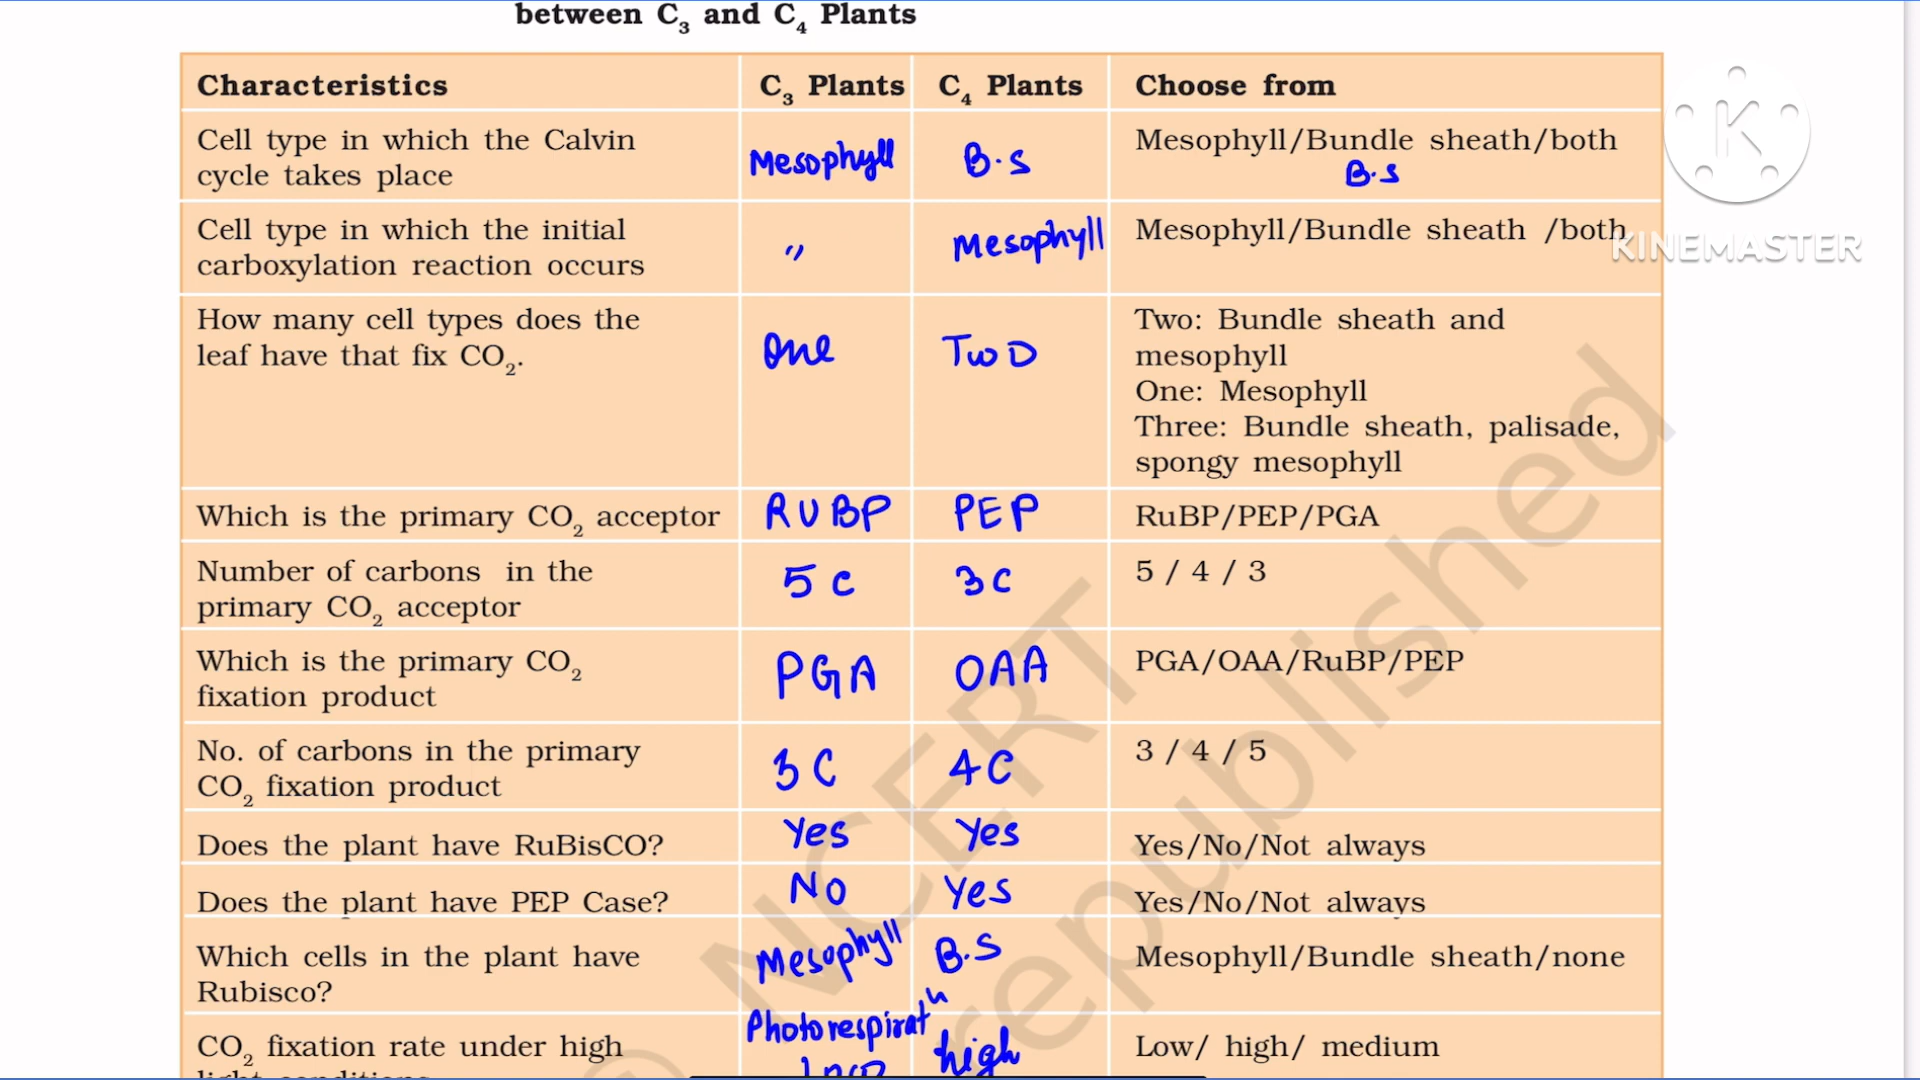 between C₃ and C₄ Plants
Characteristics C₃ Plants C₄ Plants Choose from
Cell type in which the Calvin
cycle takes place
Mesophyll B.S
Mesophyll/Bundle sheath/both
B.S
Cell type in which the initial
carboxylation reaction occurs
" Mesophyll
Mesophyll/Bundle sheath /both
KINEMASTER
How many cell types does the
leaf have that fix CO₂.
One Two
Two: Bundle sheath and
mesophyll
One: Mesophyll
Three: Bundle sheath, palisade,
spongy mesophyll
Which is the primary CO₂ acceptor RUBP PEP RuBP/PEP/PGA
Number of carbons in the
primary CO₂ acceptor
5 C 3 C
5 / 4 / 3
Which is the primary CO₂
fixation product
PGA OAA
PGA/OAA/RuBP/PEP
No. of carbons in the primary
CO₂ fixation product
3 C 4 C
3 / 4 / 5
Does the plant have RuBisCO? Yes Yes Yes/No/Not always
Does the plant have PEP Case? No Yes Yes/No/Not always
Which cells in the plant have
Rubisco?
Mesophyll B.S
Mesophyll/Bundle sheath/none
CO₂ fixation rate under high
light conditions
Photorespiratn
high
Low/ high/ medium
© NCERT
republished